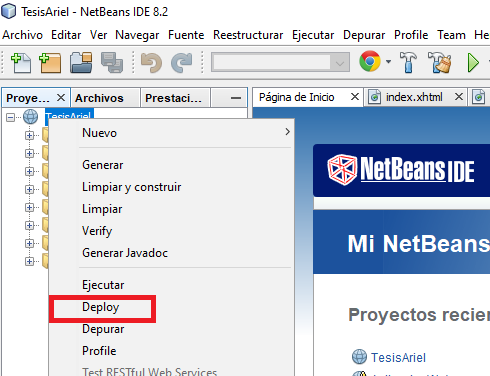 TesisAriel - NetBeans IDE 8.2
Archivo Editar Ver Navegar Fuente Reestructurar Ejecutar Depurar Profile Team He
Proye... Archivos Prestaci...
Página de Inicio index.xhtml
TesisAriel
Nuevo
Generar
Limpiar y construir
Limpiar
Verify
Generar Javadoc
Ejecutar
Deploy
Depurar
Profile
Test RESTful Web Services
NetBeans IDE
Mi NetBeans
Proyectos recien
TesisAriel